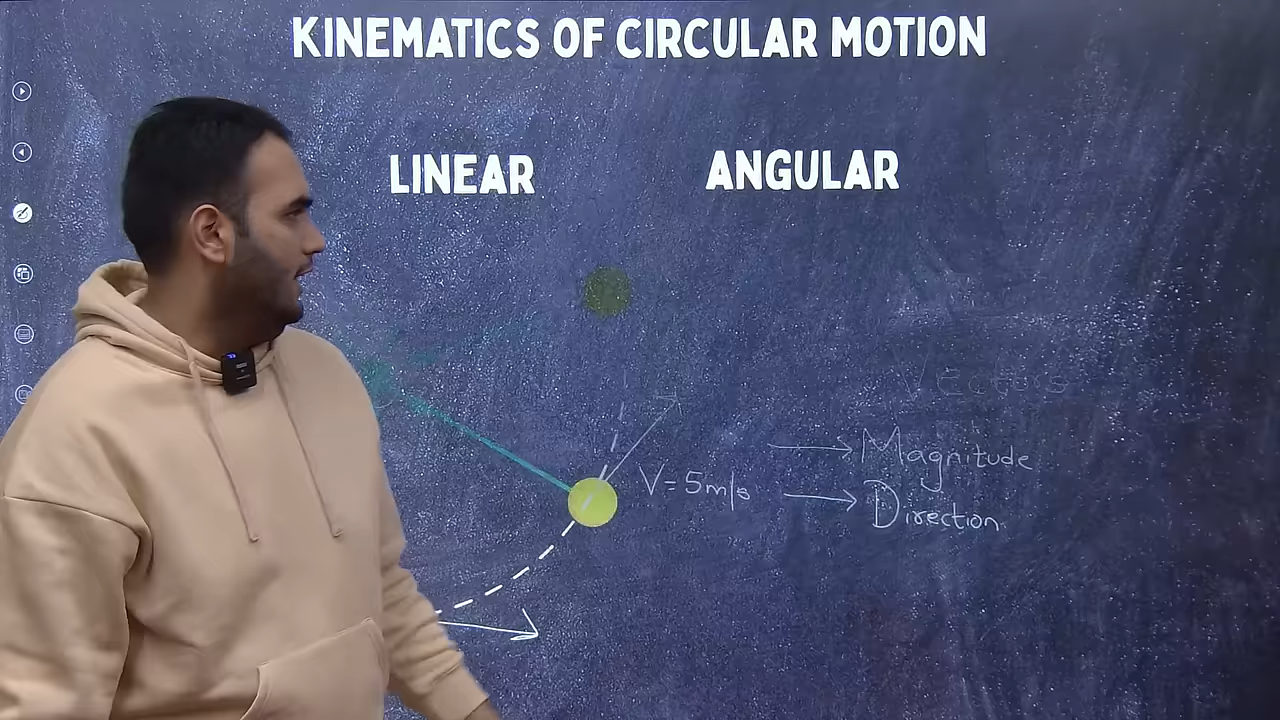 KINEMATICS OF CIRCULAR MOTION
LINEAR
ANGULAR
VEctors
Magnitude
V = 5m/s
Direction